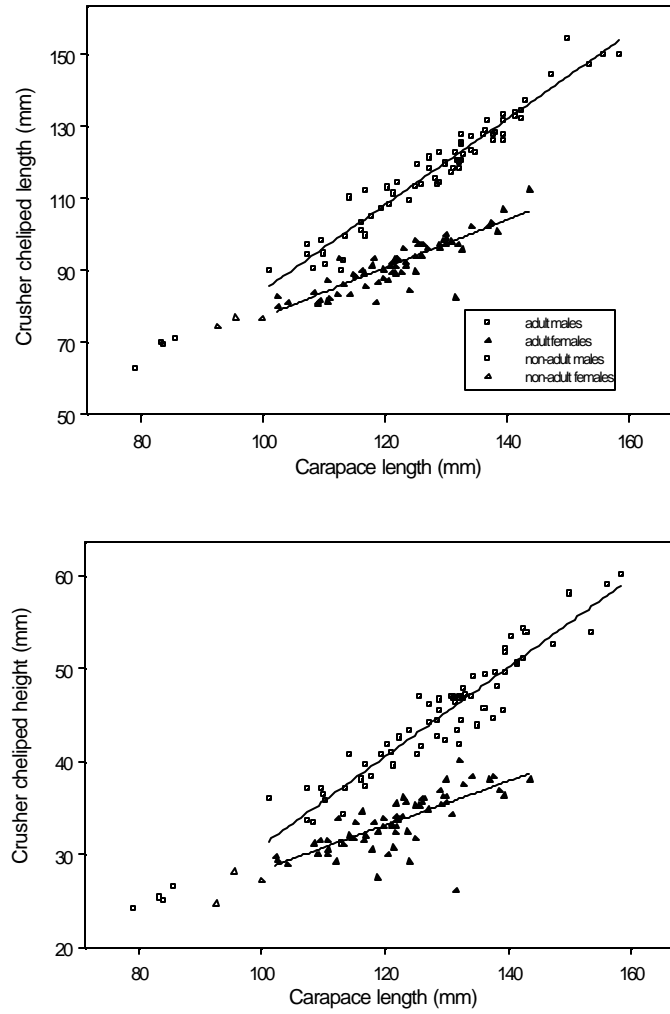 Crusher cheliped length (mm)
150
130
110
90
70
50
80
100
120
140
160
Carapace length (mm)
adult males
adult females
non-adult males
non-adult females
Crusher cheliped height (mm)
60
50
40
30
20
80
100
120
140
160
Carapace length (mm)